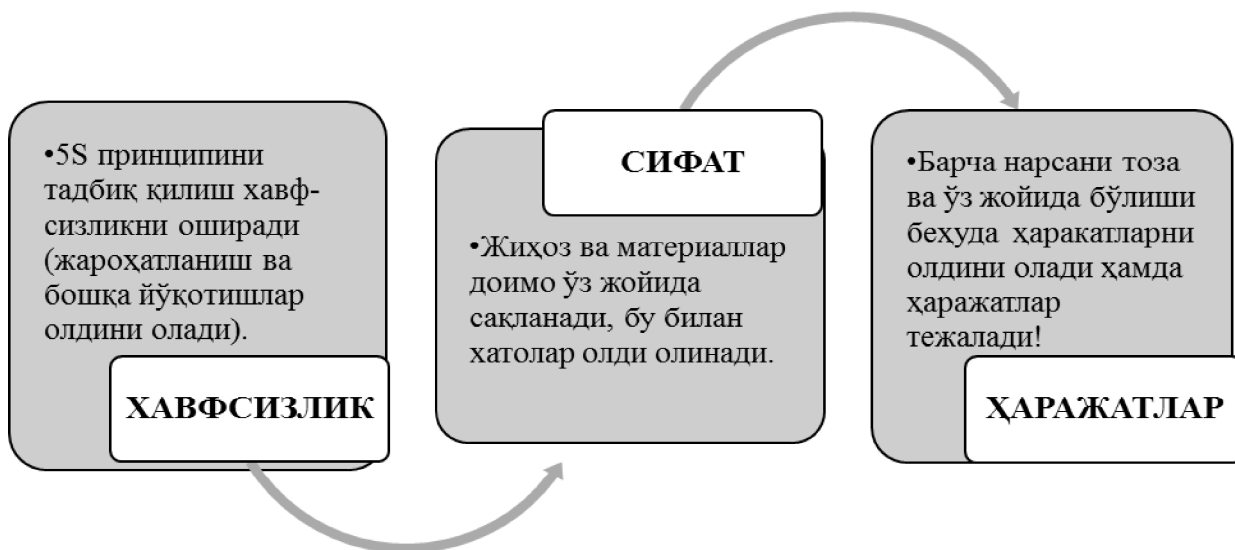 •5S принципини
тадбиқ қилиш хавф-
сизликни оширади
(жароҳатланиш ва
бошқа йўқотишлар
олдини олади).
ХАВФСИЗЛИК
СИФАТ
•Жиҳоз ва материаллар
доимо ўз жойида
сақланади, бу билан
хатолар олди олинади.
•Барча нарсани тоза
ва ўз жойида бўлиши
беҳуда ҳаракатларни
олдини олади ҳамда
ҳаражатлар
тежалади!
ҲАРАЖАТЛАР